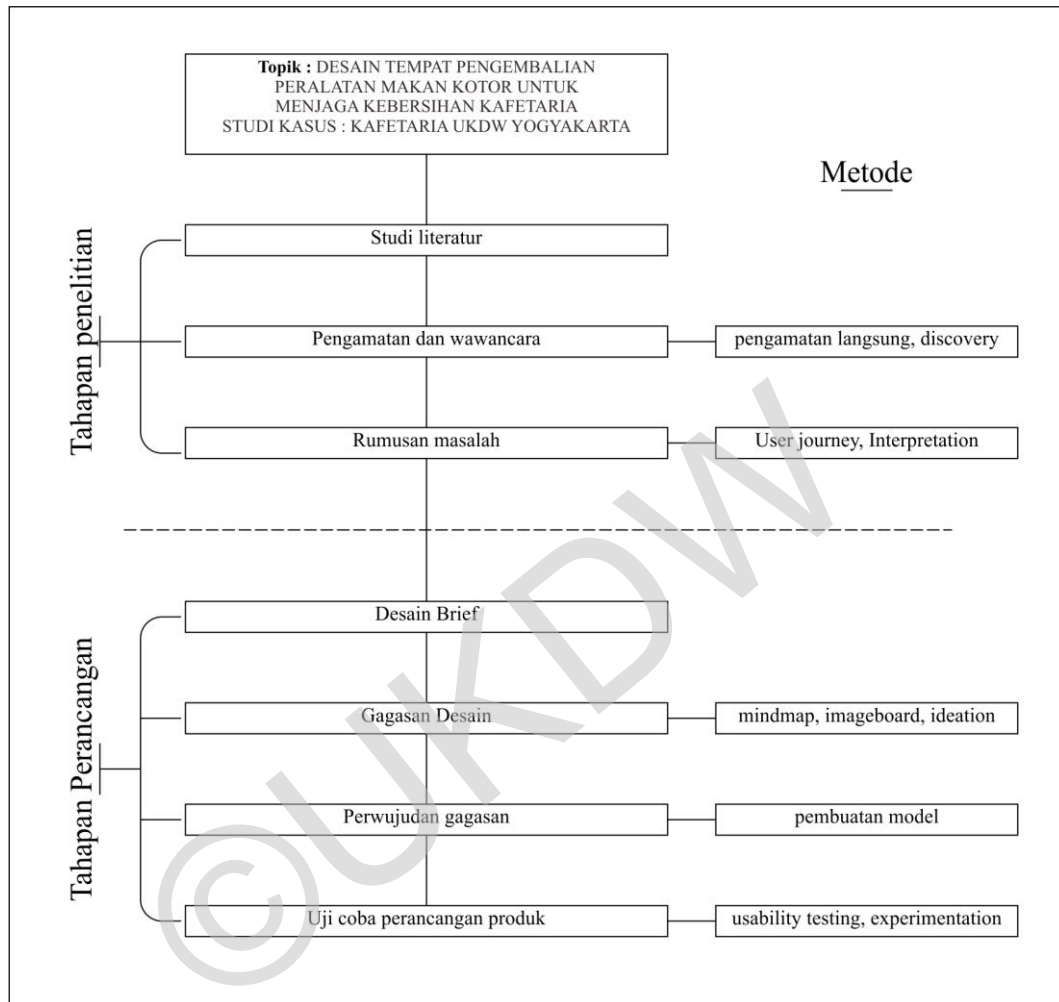 Topik : DESAIN TEMPAT PENGEMBALIAN
PERALATAN MAKAN KOTOR UNTUK
MENJAGA KEBERSIHAN KAFETARIA
STUDI KASUS : KAFETARIA UKDW YOGYAKARTA
Metode
Tahapan penelitian
Studi literatur
Pengamatan dan wawancara
pengamatan langsung, discovery
Rumusan masalah
User journey, Interpretation
Tahapan Perancangan
Desain Brief
Gagasan Desain
mindmap, imageboard, ideation
Perwujudan gagasan
pembuatan model
Uji coba perancangan produk
usability testing, experimentation
©UKDW